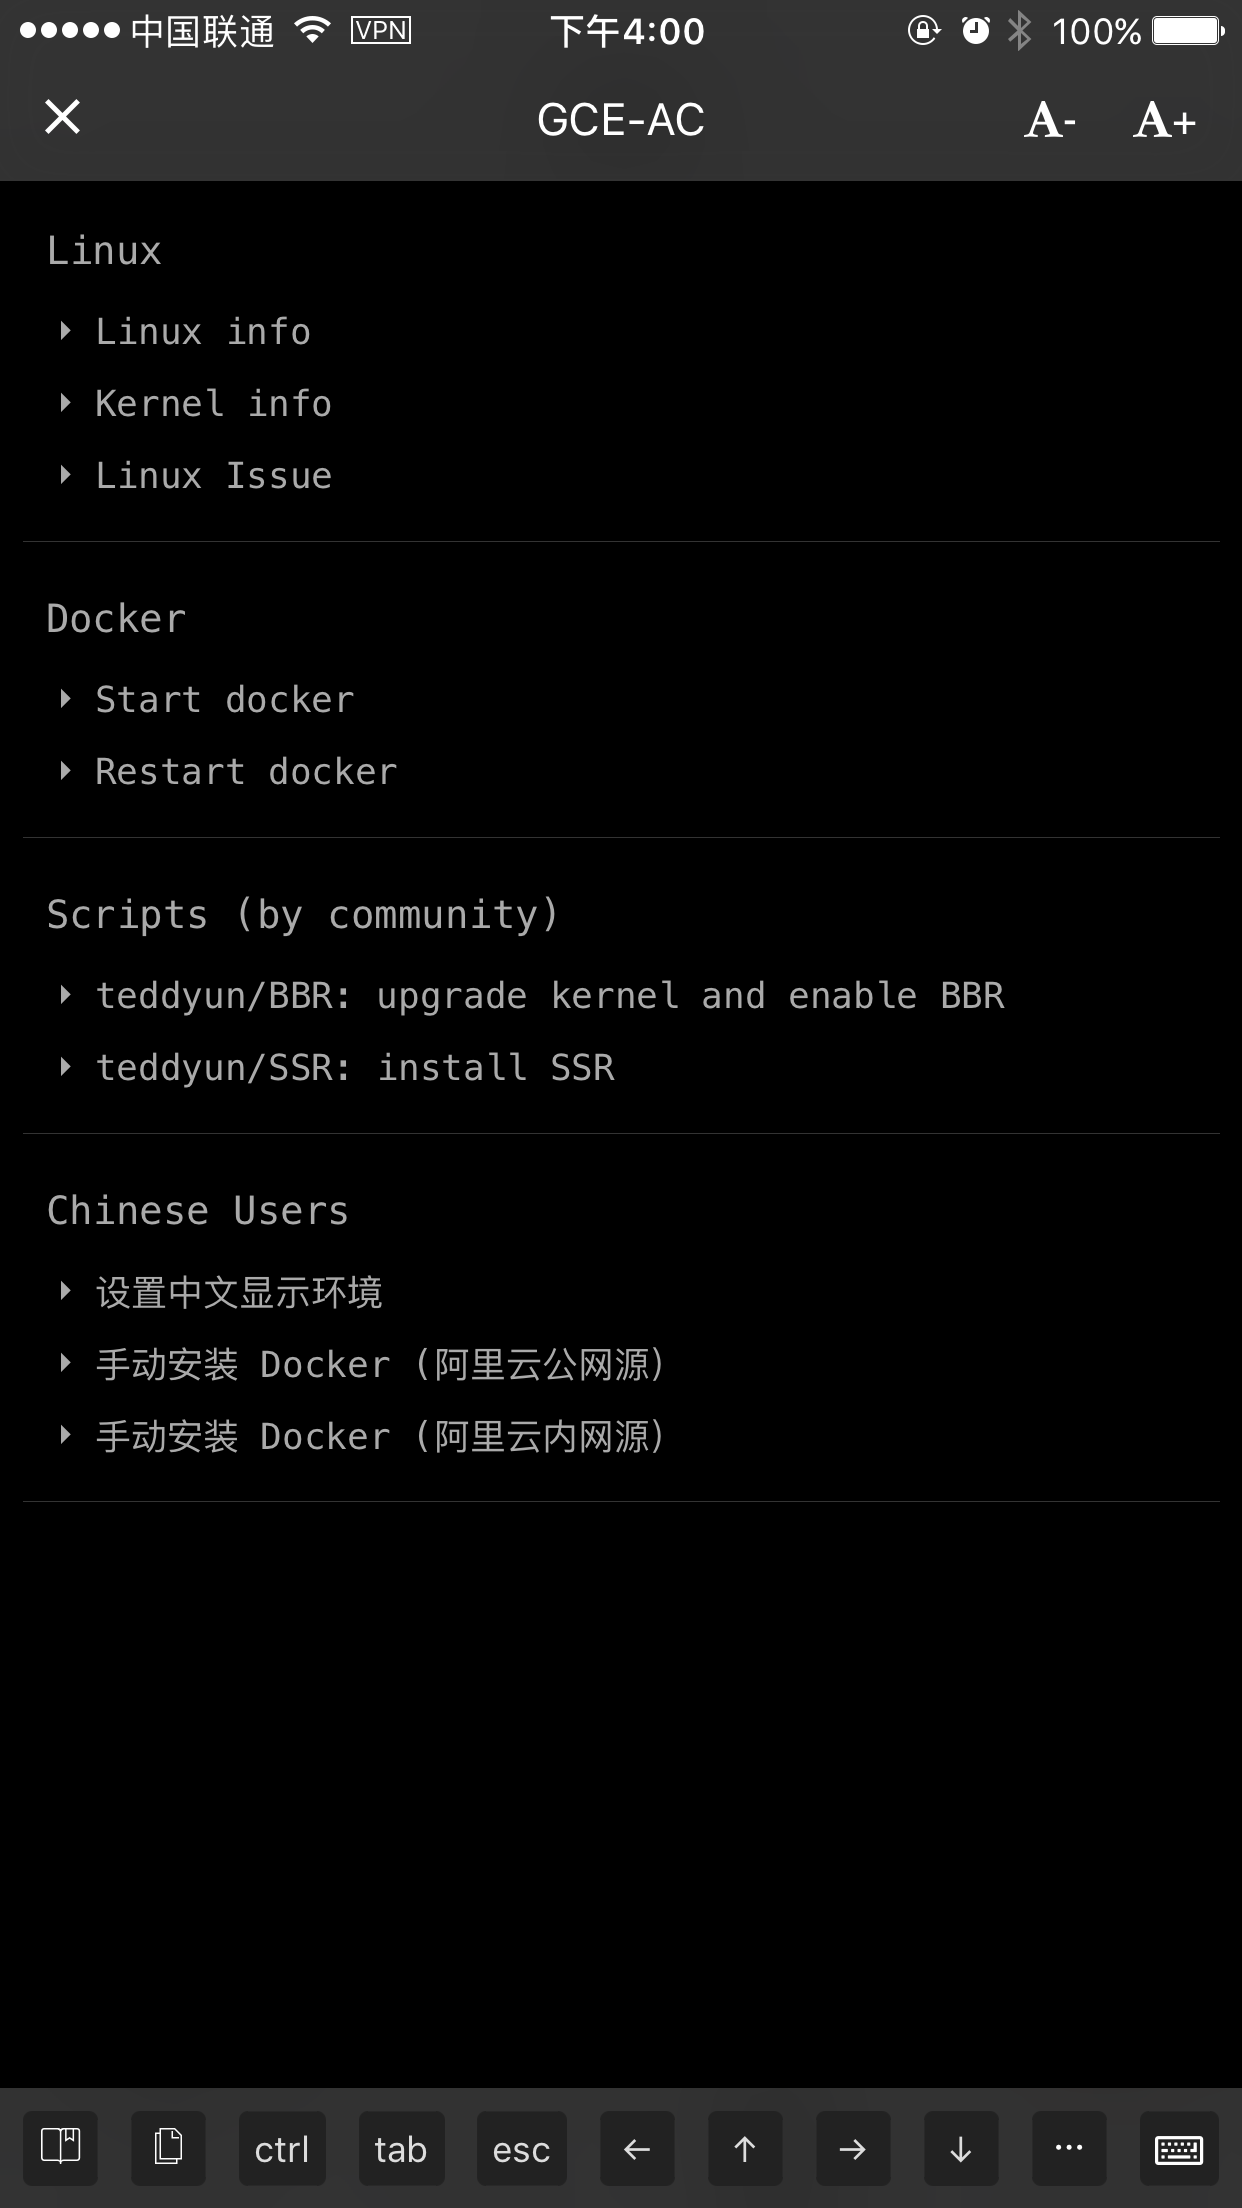 中国联通 VPN 下午4:00 100%
GCE-AC A- A+
Linux
Linux info
Kernel info
Linux Issue
Docker
Start docker
Restart docker
Scripts (by community)
teddyun/BBR: upgrade kernel and enable BBR
teddyun/SSR: install SSR
Chinese Users
设置中文显示环境
手动安装 Docker (阿里云公网源)
手动安装 Docker (阿里云内网源)
ctrl tab esc ← ↑ → ↓ ···